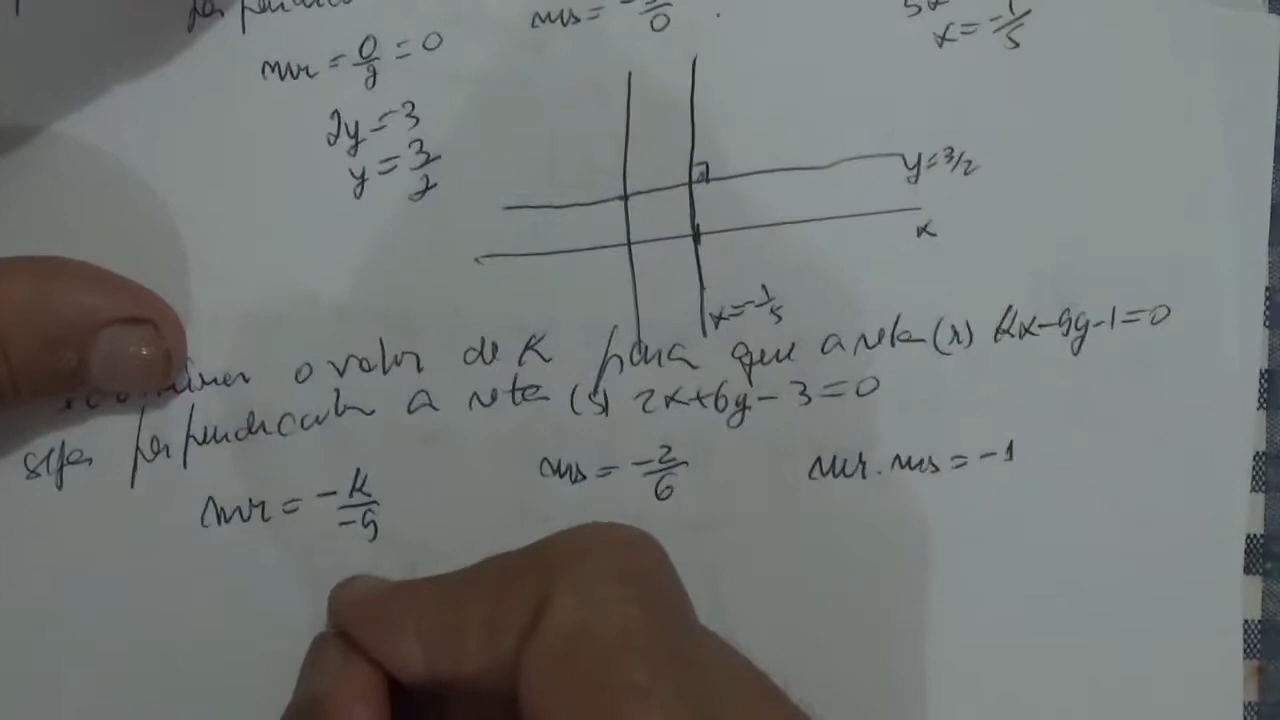 ms =
0
x = -1/5
mr = 0/2 = 0
2y = 3
y = 3/2
y = 3/2
x
x = -1/5
o valor de K para que a reta (r) Kx - 9y - 1 = 0
seja perpendicular a reta (s) 2x + 6y - 3 = 0
mr = -K/-9
ms = -2/6
mr . ms = -1